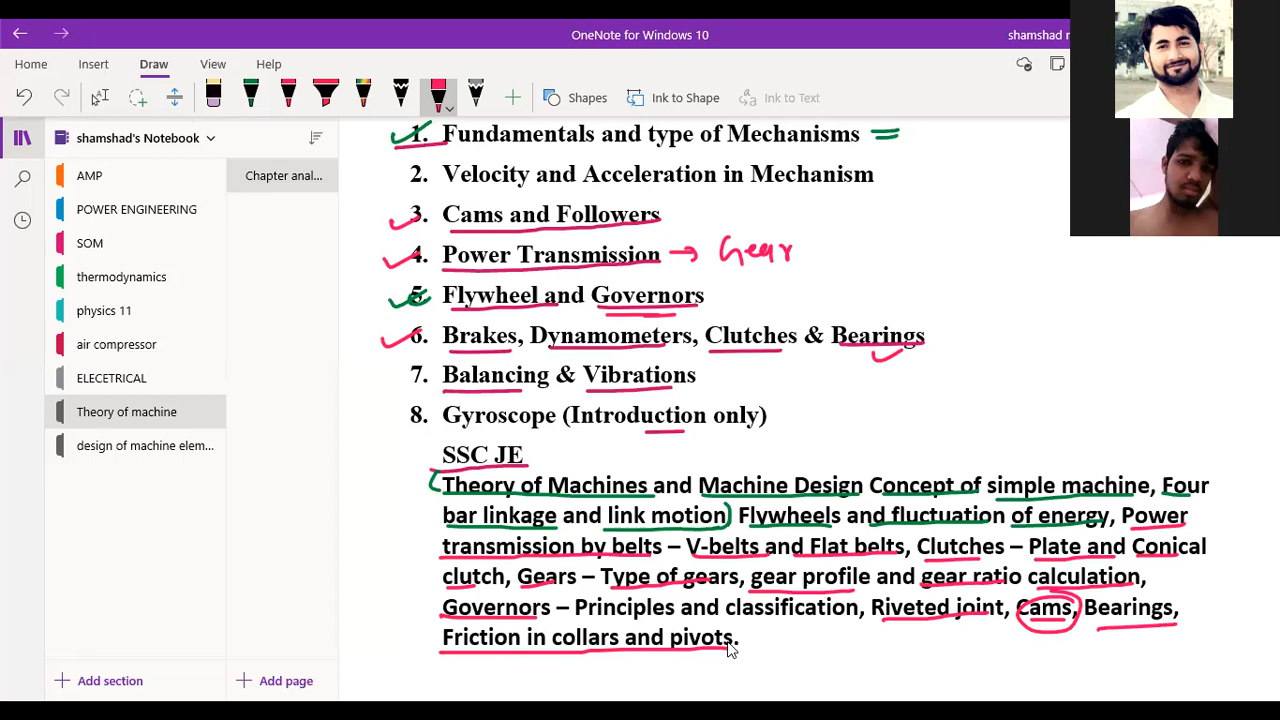 OneNote for Windows 10
shamshad
Home Insert Draw View Help
Shapes Ink to Shape Ink to Text
shamshad's Notebook
AMP
POWER ENGINEERING
SOM
thermodynamics
physics 11
air compressor
ELECETRICAL
Theory of machine
design of machine elem...
Add section
Chapter anal...
Add page
1. Fundamentals and type of Mechanisms
2. Velocity and Acceleration in Mechanism
3. Cams and Followers
4. Power Transmission → Gear
5. Flywheel and Governors
6. Brakes, Dynamometers, Clutches & Bearings
7. Balancing & Vibrations
8. Gyroscope (Introduction only)
SSC JE
Theory of Machines and Machine Design Concept of simple machine, Four
bar linkage and link motion, Flywheels and fluctuation of energy, Power
transmission by belts – V-belts and Flat belts, Clutches – Plate and Conical
clutch, Gears – Type of gears, gear profile and gear ratio calculation,
Governors – Principles and classification, Riveted joint, Cams, Bearings,
Friction in collars and pivots.